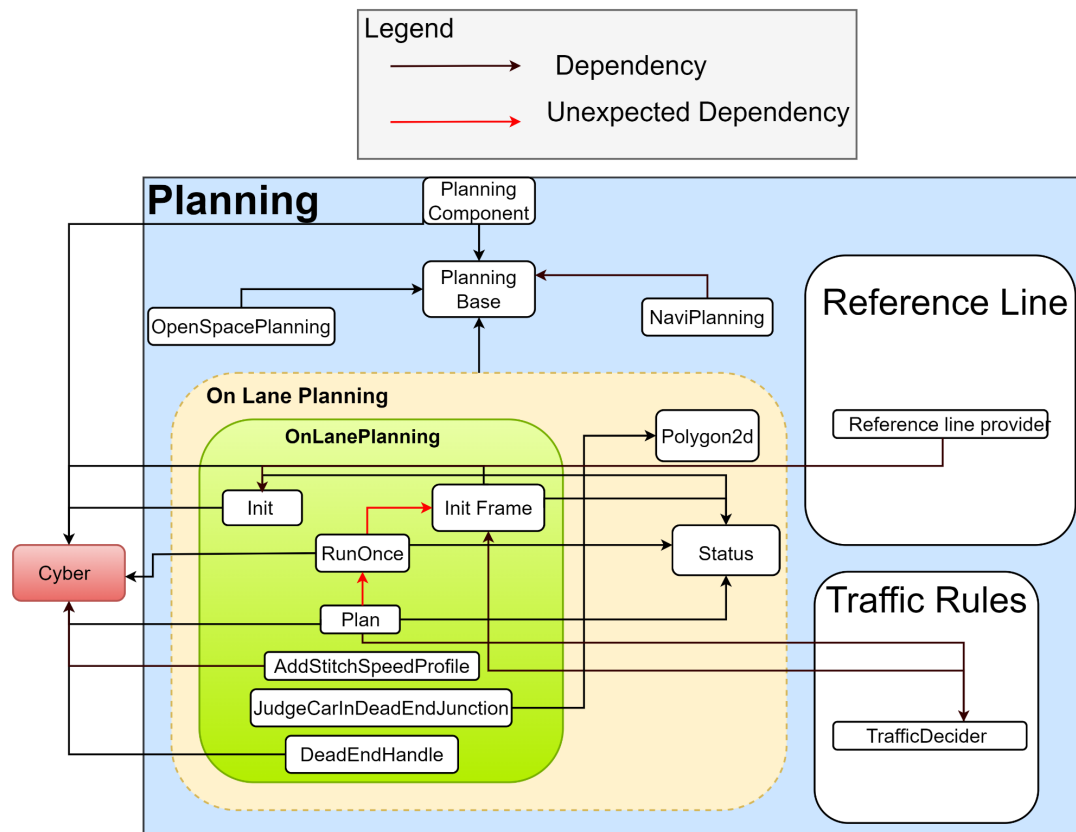 Legend
Dependency
Unexpected Dependency
Planning
Planning
Component
Planning
Base
OpenSpacePlanning
NaviPlanning
Reference Line
Reference line provider
On Lane Planning
OnLanePlanning
Polygon2d
Init
Init Frame
RunOnce
Status
Cyber
Plan
Traffic Rules
AddStitchSpeedProfile
JudgeCarInDeadEndJunction
TrafficDecider
DeadEndHandle